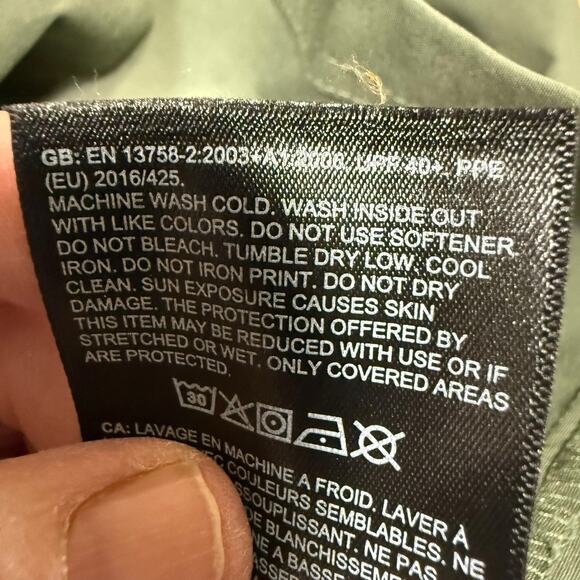 GB: EN 13758-2:2003+A1:2006. UPF 40+. PPE
(EU) 2016/425.
MACHINE WASH COLD. WASH INSIDE OUT
WITH LIKE COLORS. DO NOT USE SOFTENER.
DO NOT BLEACH. TUMBLE DRY LOW. COOL
IRON. DO NOT IRON PRINT. DO NOT DRY
CLEAN. SUN EXPOSURE CAUSES SKIN
DAMAGE. THE PROTECTION OFFERED BY
THIS ITEM MAY BE REDUCED WITH USE OR IF
STRETCHED OR WET. ONLY COVERED AREAS
ARE PROTECTED.
30
CA: LAVAGE EN MACHINE A FROID. LAVER A
COULEURS SEMBLABLES. NE
BLANCHISSEMENT
NE PAS
A BASSE